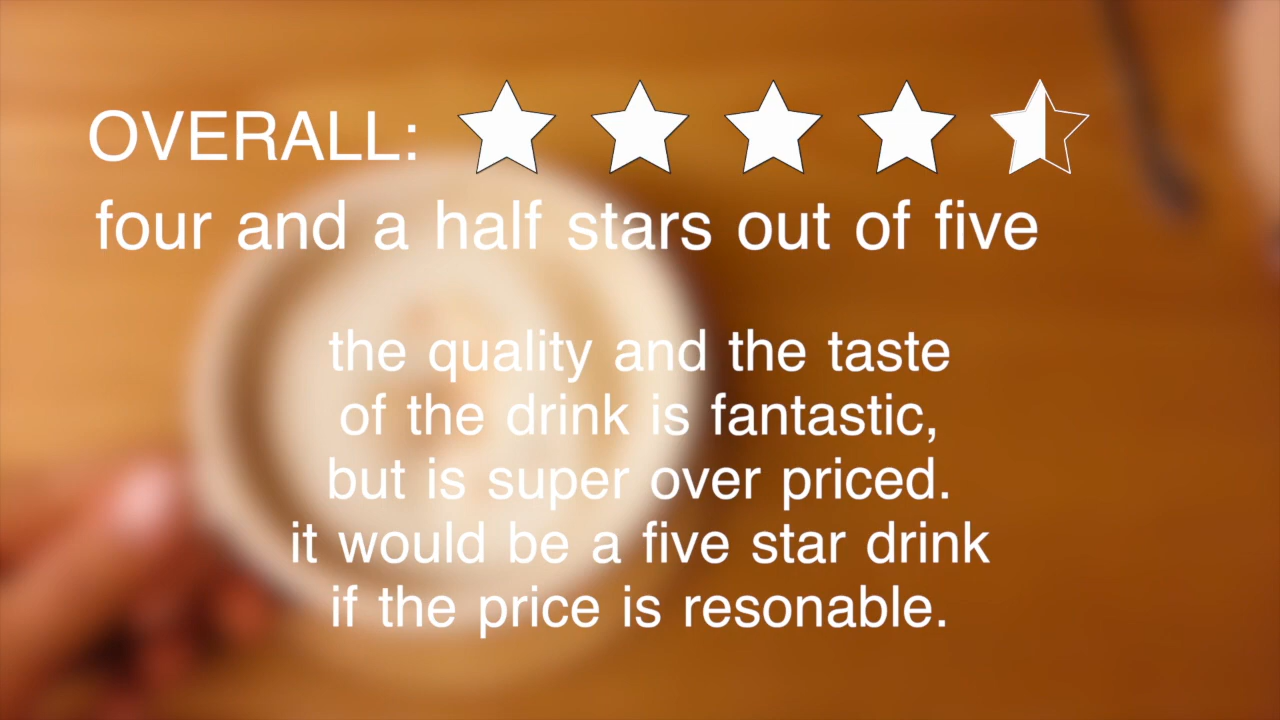 OVERALL:
four and a half stars out of five
the quality and the taste
of the drink is fantastic,
but is super over priced.
it would be a five star drink
if the price is resonable.